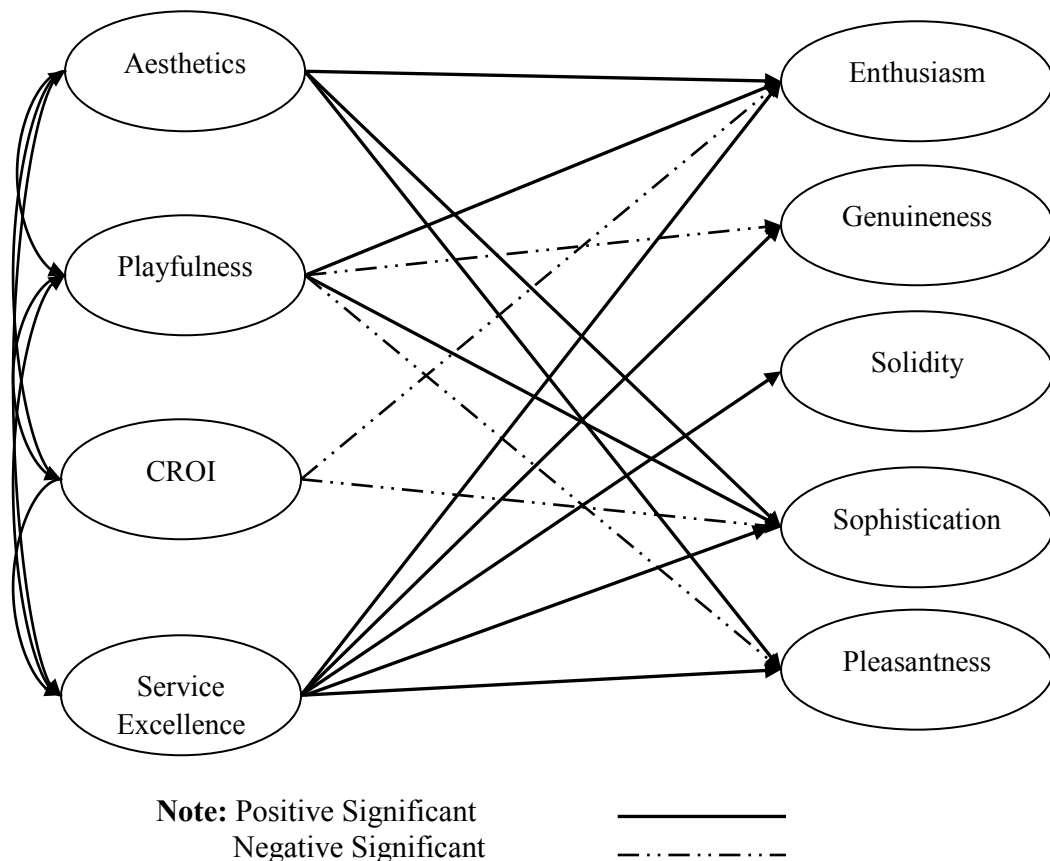 Aesthetics
Enthusiasm
Playfulness
Genuineness
Solidity
CROI
Sophistication
Service
Excellence
Pleasantness
Note: Positive Significant
Negative Significant